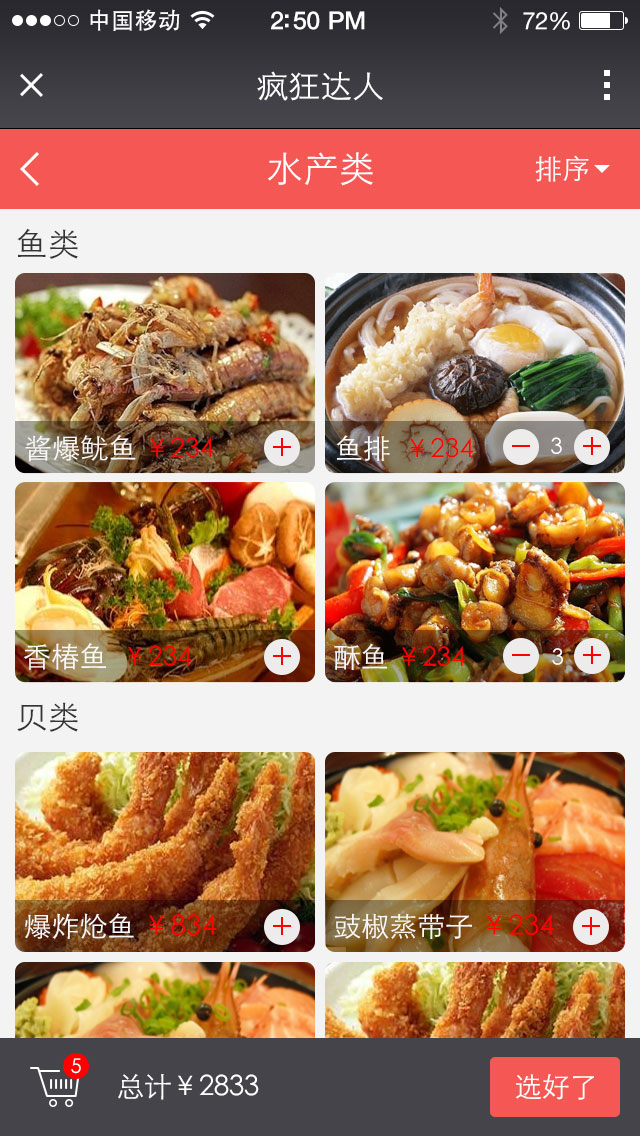 中国移动 2:50 PM 72%
疯狂达人
水产类 排序
鱼类
酱爆鱿鱼 ￥234
鱼排 ￥234 3
香椿鱼 ￥234
酥鱼 ￥234 3
贝类
爆炸炝鱼 ￥834
豉椒蒸带子 ￥234
5 总计￥2833 选好了